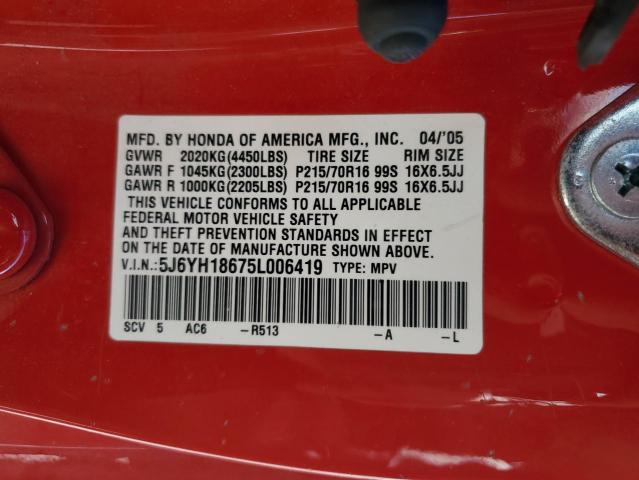 MFD. BY HONDA OF AMERICA MFG., INC. 04/'05
GVWR 2020KG(4450LBS) TIRE SIZE RIM SIZE
GAWR F 1045KG(2300LBS) P215/70R16 99S 16X6.5JJ
GAWR R 1000KG(2205LBS) P215/70R16 99S 16X6.5JJ
THIS VEHICLE CONFORMS TO ALL APPLICABLE
FEDERAL MOTOR VEHICLE SAFETY
AND THEFT PREVENTION STANDARDS IN EFFECT
ON THE DATE OF MANUFACTURE SHOWN ABOVE.
V.I.N.:5J6YH18675L006419 TYPE: MPV
SCV 5 AC6 -R513 -A -L